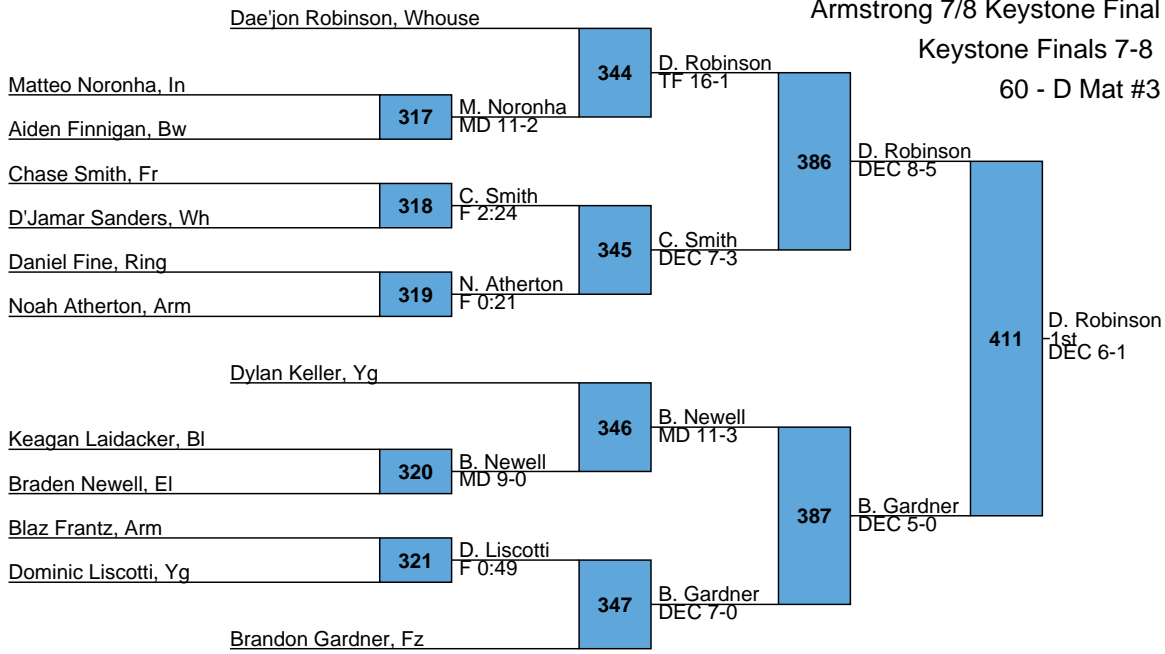 Armstrong 7/8 Keystone Final
Keystone Finals 7-8
60 - D Mat #3
Dae'jon Robinson, Whouse
344
D. Robinson
TF 16-1
Matteo Noronha, In
317
M. Noronha
MD 11-2
Aiden Finnigan, Bw
386
D. Robinson
DEC 8-5
Chase Smith, Fr
318
C. Smith
F 2:24
D'Jamar Sanders, Wh
345
C. Smith
DEC 7-3
Daniel Fine, Ring
319
N. Atherton
F 0:21
Noah Atherton, Arm
411
D. Robinson
1st
DEC 6-1
Dylan Keller, Yg
346
B. Newell
MD 11-3
Keagan Laidacker, Bl
320
B. Newell
MD 9-0
Braden Newell, El
387
B. Gardner
DEC 5-0
Blaz Frantz, Arm
321
D. Liscotti
F 0:49
Dominic Liscotti, Yg
347
B. Gardner
DEC 7-0
Brandon Gardner, Fz